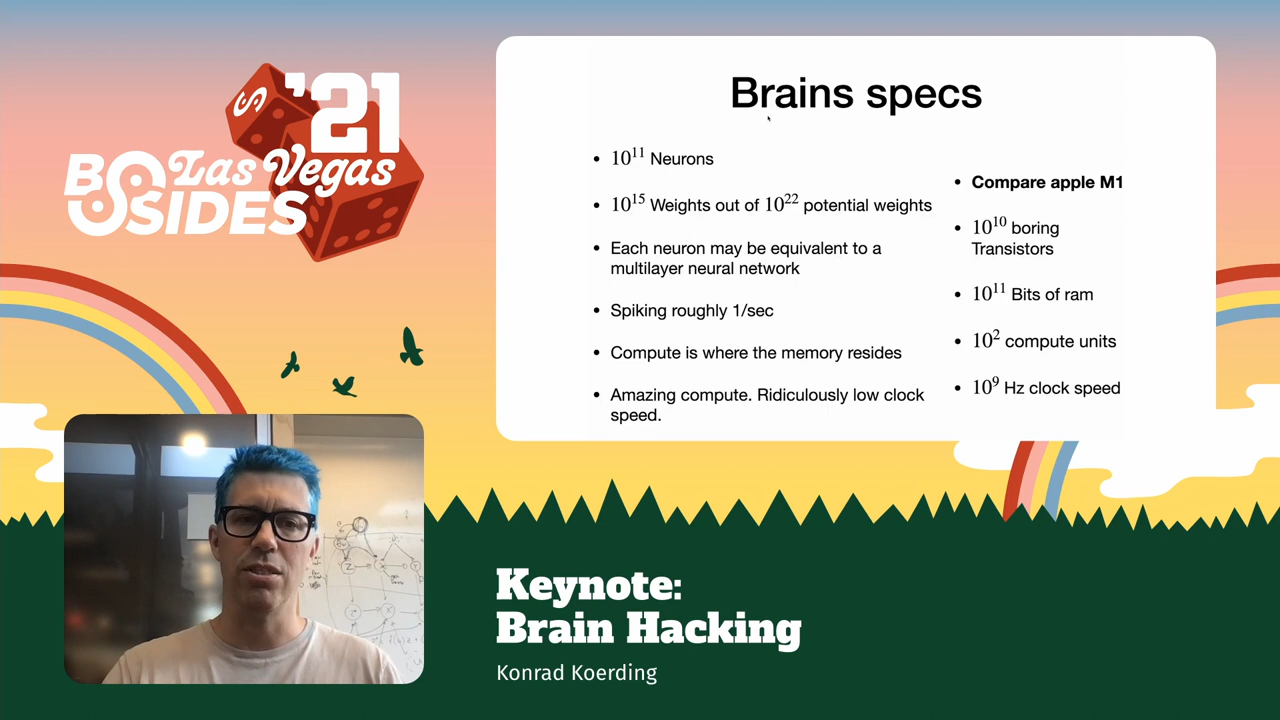 '21
BSIDES Las Vegas
S
Brains specs
• 10^11 Neurons
• 10^15 Weights out of 10^22 potential weights
• Each neuron may be equivalent to a
multilayer neural network
• Spiking roughly 1/sec
• Compute is where the memory resides
• Amazing compute. Ridiculously low clock
speed.
• Compare apple M1
• 10^10 boring
Transistors
• 10^11 Bits of ram
• 10^2 compute units
• 10^9 Hz clock speed
Keynote:
Brain Hacking
Konrad Koerding